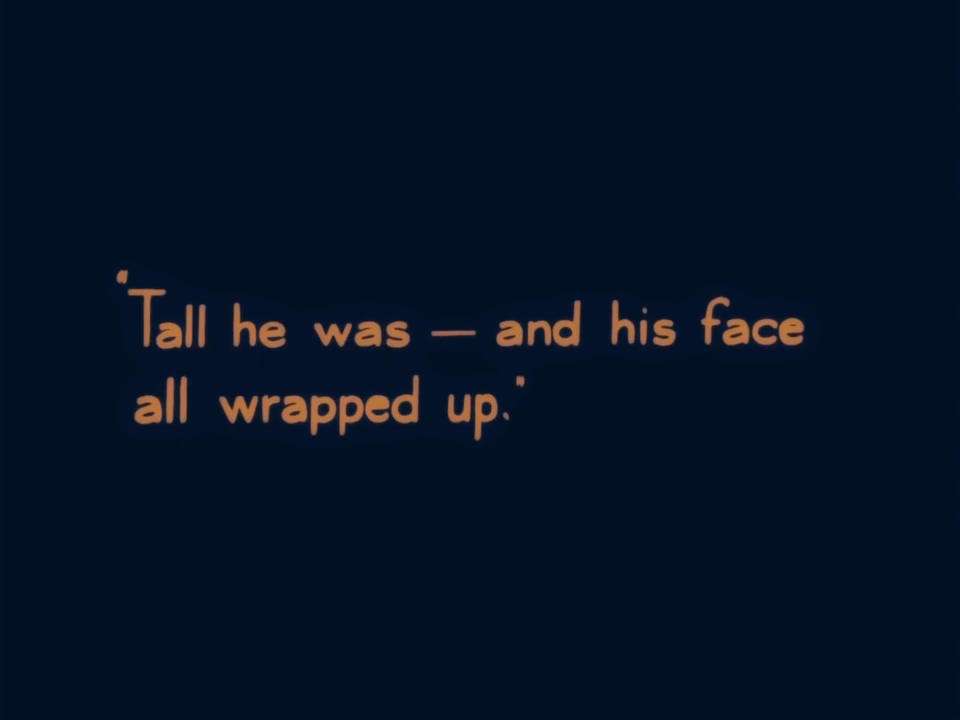 "Tall he was — and his face
all wrapped up."